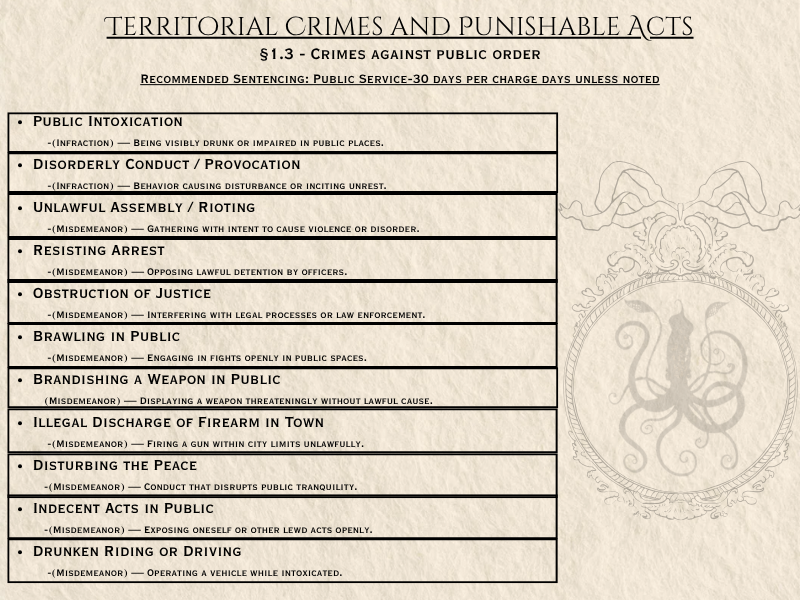 Territorial Crimes and Punishable Acts
§1.3 - Crimes against public order
Recommended Sentencing: Public Service-30 days per charge days unless noted
• Public Intoxication
-(Infraction) — Being visibly drunk or impaired in public places.
• Disorderly Conduct / Provocation
-(Infraction) — Behavior causing disturbance or inciting unrest.
• Unlawful Assembly / Rioting
-(Misdemeanor) — Gathering with intent to cause violence or disorder.
• Resisting Arrest
-(Misdemeanor) — Opposing lawful detention by officers.
• Obstruction of Justice
-(Misdemeanor) — Interfering with legal processes or law enforcement.
• Brawling in Public
-(Misdemeanor) — Engaging in fights openly in public spaces.
• Brandishing a Weapon in Public
(Misdemeanor) — Displaying a weapon threateningly without lawful cause.
• Illegal Discharge of Firearm in Town
-(Misdemeanor) — Firing a gun within city limits unlawfully.
• Disturbing the Peace
-(Misdemeanor) — Conduct that disrupts public tranquility.
• Indecent Acts in Public
-(Misdemeanor) — Exposing oneself or other lewd acts openly.
• Drunken Riding or Driving
-(Misdemeanor) — Operating a vehicle while intoxicated.